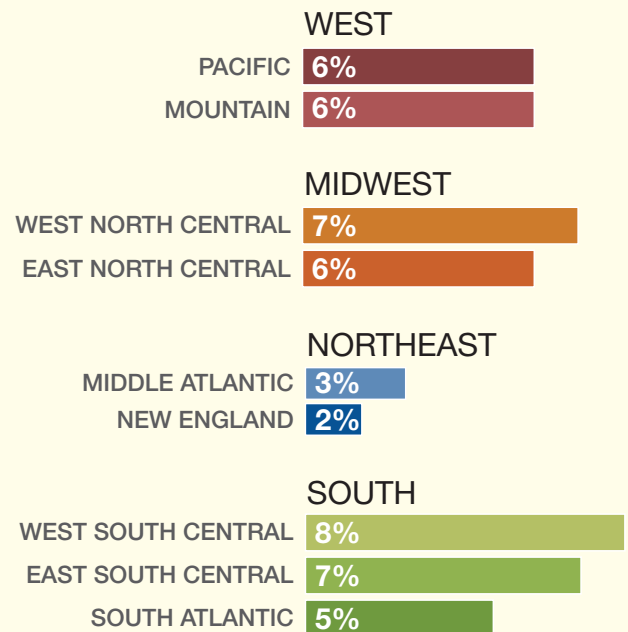 WEST
PACIFIC 6%
MOUNTAIN 6%
MIDWEST
WEST NORTH CENTRAL 7%
EAST NORTH CENTRAL 6%
NORTHEAST
MIDDLE ATLANTIC 3%
NEW ENGLAND 2%
SOUTH
WEST SOUTH CENTRAL 8%
EAST SOUTH CENTRAL 7%
SOUTH ATLANTIC 5%